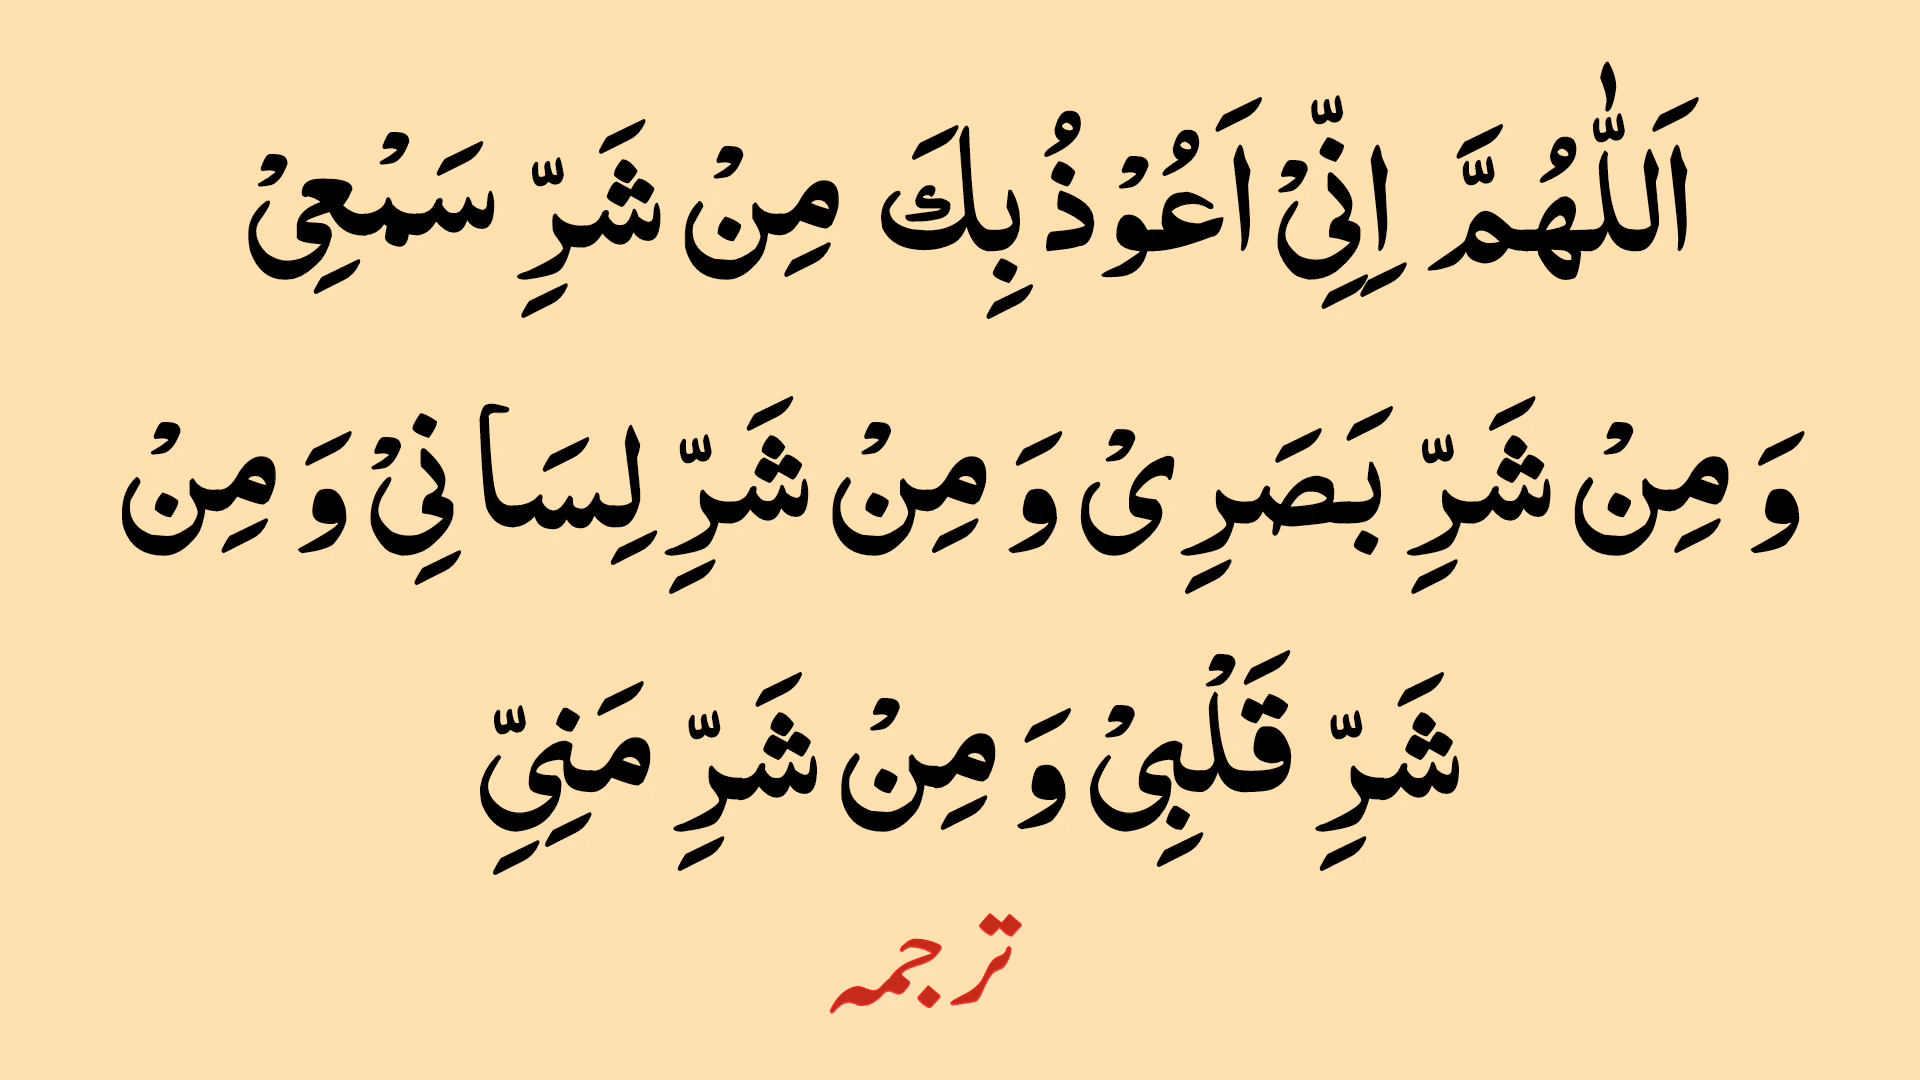 اَللّٰهُمَّ اِنِّیْ اَعُوْذُ بِكَ مِنْ شَرِّ سَمْعِیْ
وَ مِنْ شَرِّ بَصَرِیْ وَ مِنْ شَرِّ لِسَانِیْ وَ مِنْ
شَرِّ قَلْبِیْ وَ مِنْ شَرِّ مَنِیِّ
ترجمہ